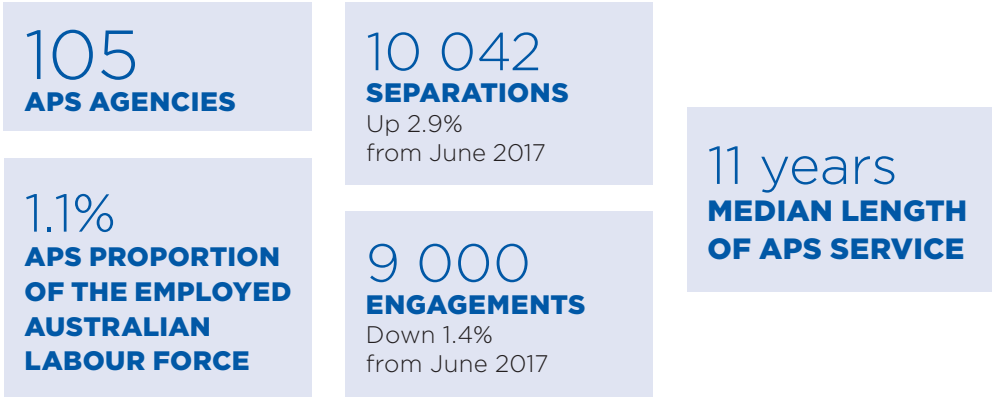 105
APS AGENCIES
1.1%
APS PROPORTION
OF THE EMPLOYED
AUSTRALIAN
LABOUR FORCE
10 042
SEPARATIONS
Up 2.9%
from June 2017
9 000
ENGAGEMENTS
Down 1.4%
from June 2017
11 years
MEDIAN LENGTH
OF APS SERVICE